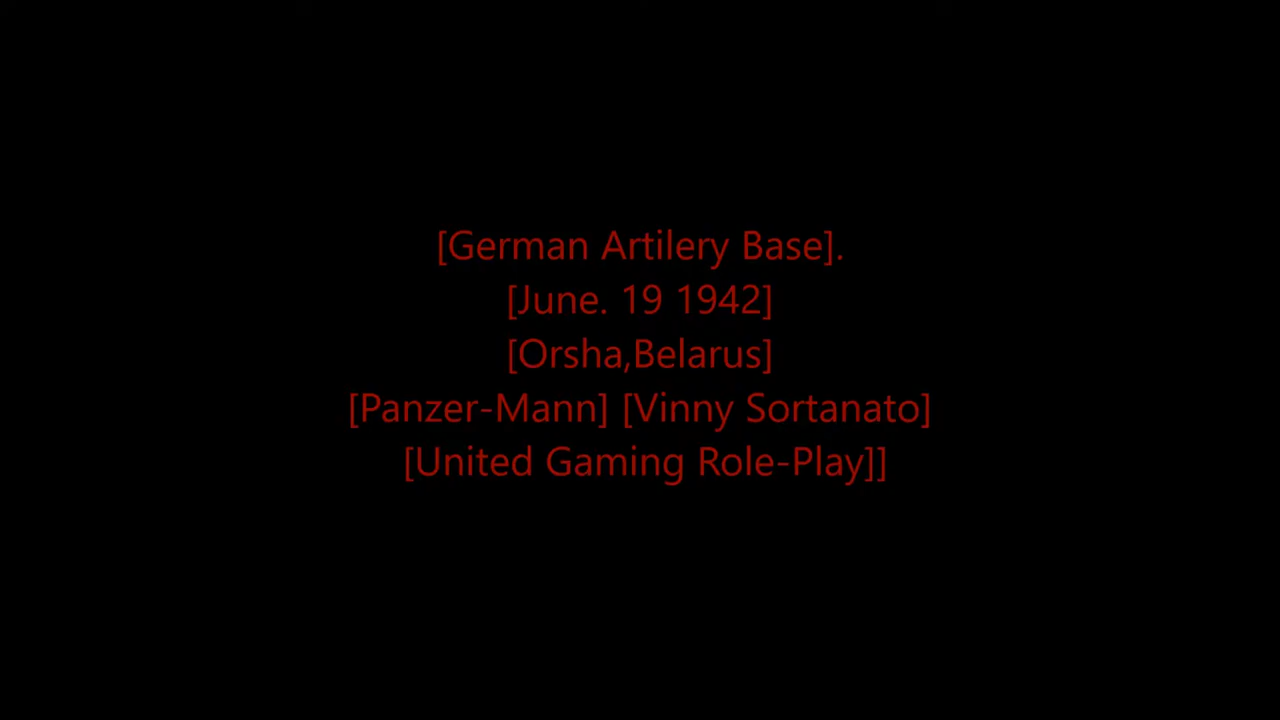 [German Artilery Base].
[June. 19 1942]
[Orsha,Belarus]
[Panzer-Mann] [Vinny Sortanato]
[United Gaming Role-Play]]